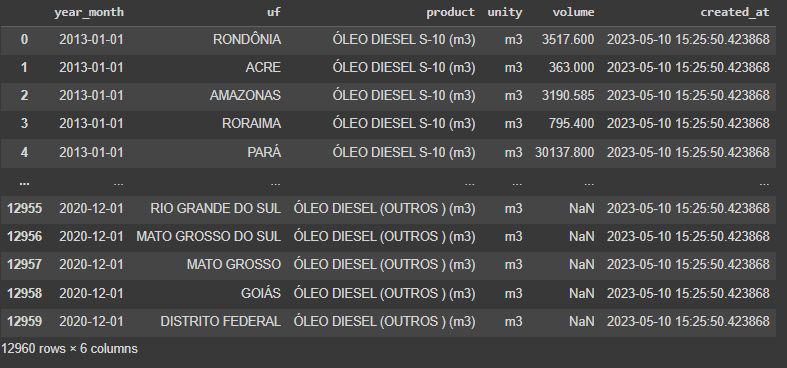 year_month uf product unity volume created_at
0 2013-01-01 RONDÔNIA ÓLEO DIESEL S-10 (m3) m3 3517.600 2023-05-10 15:25:50.423868
1 2013-01-01 ACRE ÓLEO DIESEL S-10 (m3) m3 363.000 2023-05-10 15:25:50.423868
2 2013-01-01 AMAZONAS ÓLEO DIESEL S-10 (m3) m3 3190.585 2023-05-10 15:25:50.423868
3 2013-01-01 RORAIMA ÓLEO DIESEL S-10 (m3) m3 795.400 2023-05-10 15:25:50.423868
4 2013-01-01 PARÁ ÓLEO DIESEL S-10 (m3) m3 30137.800 2023-05-10 15:25:50.423868
... ... ... ... ... ... ...
12955 2020-12-01 RIO GRANDE DO SUL ÓLEO DIESEL (OUTROS ) (m3) m3 NaN 2023-05-10 15:25:50.423868
12956 2020-12-01 MATO GROSSO DO SUL ÓLEO DIESEL (OUTROS ) (m3) m3 NaN 2023-05-10 15:25:50.423868
12957 2020-12-01 MATO GROSSO ÓLEO DIESEL (OUTROS ) (m3) m3 NaN 2023-05-10 15:25:50.423868
12958 2020-12-01 GOIÁS ÓLEO DIESEL (OUTROS ) (m3) m3 NaN 2023-05-10 15:25:50.423868
12959 2020-12-01 DISTRITO FEDERAL ÓLEO DIESEL (OUTROS ) (m3) m3 NaN 2023-05-10 15:25:50.423868
12960 rows × 6 columns